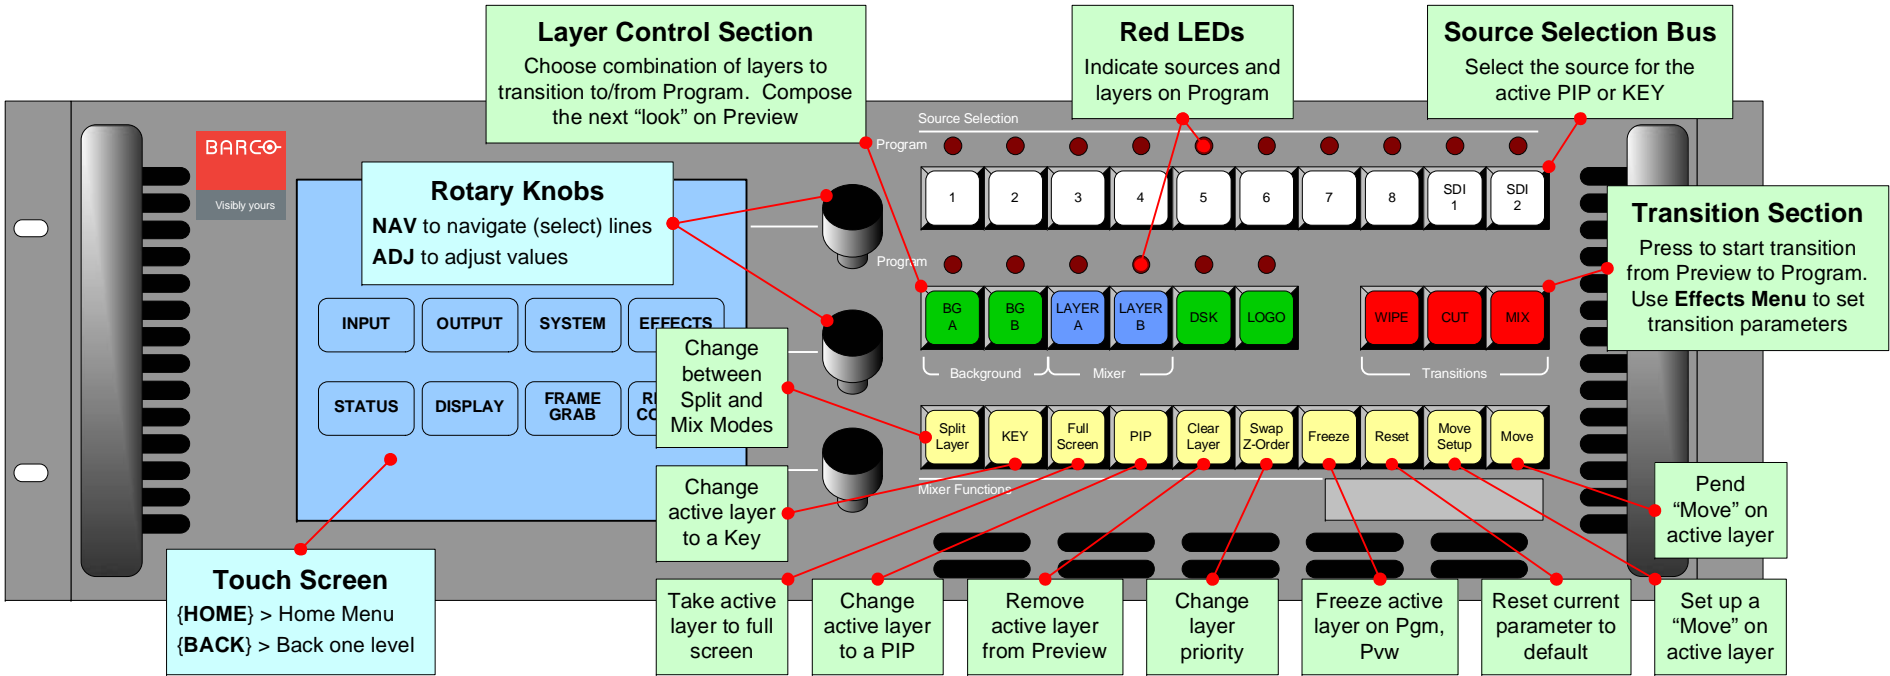 Layer Control Section
Choose combination of layers to
transition to/from Program.  Compose
the next “look” on Preview
Red LEDs
Indicate sources and
layers on Program
Source Selection Bus
Select the source for the
active PIP or KEY
BARCO
Visibly yours
Rotary Knobs
NAV to navigate (select) lines
ADJ to adjust values
Source Selection
Program
1
2
3
4
5
6
7
8
SDI
1
SDI
2
Transition Section
Press to start transition
from Preview to Program.
Use Effects Menu to set
transition parameters
Program
BG
A
BG
B
LAYER
A
LAYER
B
DSK
LOGO
WIPE
CUT
MIX
Background
Mixer
Transitions
INPUT
OUTPUT
SYSTEM
EFFECTS
STATUS
DISPLAY
FRAME
GRAB
Change
between
Split and
Mix Modes
Split
Layer
KEY
Full
Screen
PIP
Clear
Layer
Swap
Z-Order
Freeze
Reset
Move
Setup
Move
Mixer Functions
Change
active layer
to a Key
Pend
“Move” on
active layer
Touch Screen
{HOME} > Home Menu
{BACK} > Back one level
Take active
layer to full
screen
Change
active layer
to a PIP
Remove
active layer
from Preview
Change
layer
priority
Freeze active
layer on Pgm,
Pvw
Reset current
parameter to
default
Set up a
“Move” on
active layer